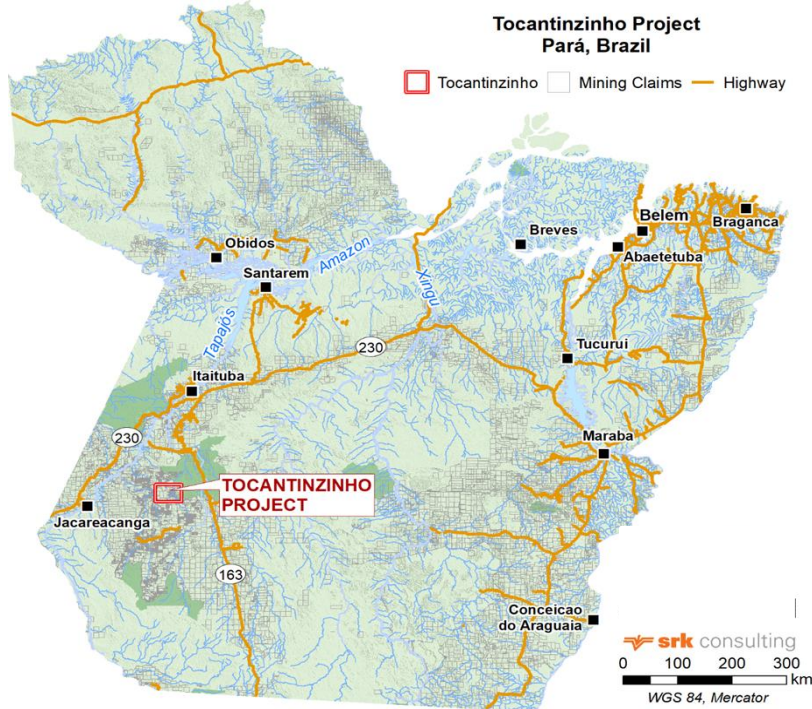 Tocantinzinho Project
Pará, Brazil
Tocantinzinho Mining Claims Highway
Obidos
Santarem
Amazon
Tapajós
Xingu
Breves
Belem
Braganca
Abaetetuba
230
Tucurui
Itaituba
230
Maraba
TOCANTINZINHO
PROJECT
Jacareacanga
163
Conceicao
do Araguaia
srk consulting
0 100 200 300
km
WGS 84, Mercator